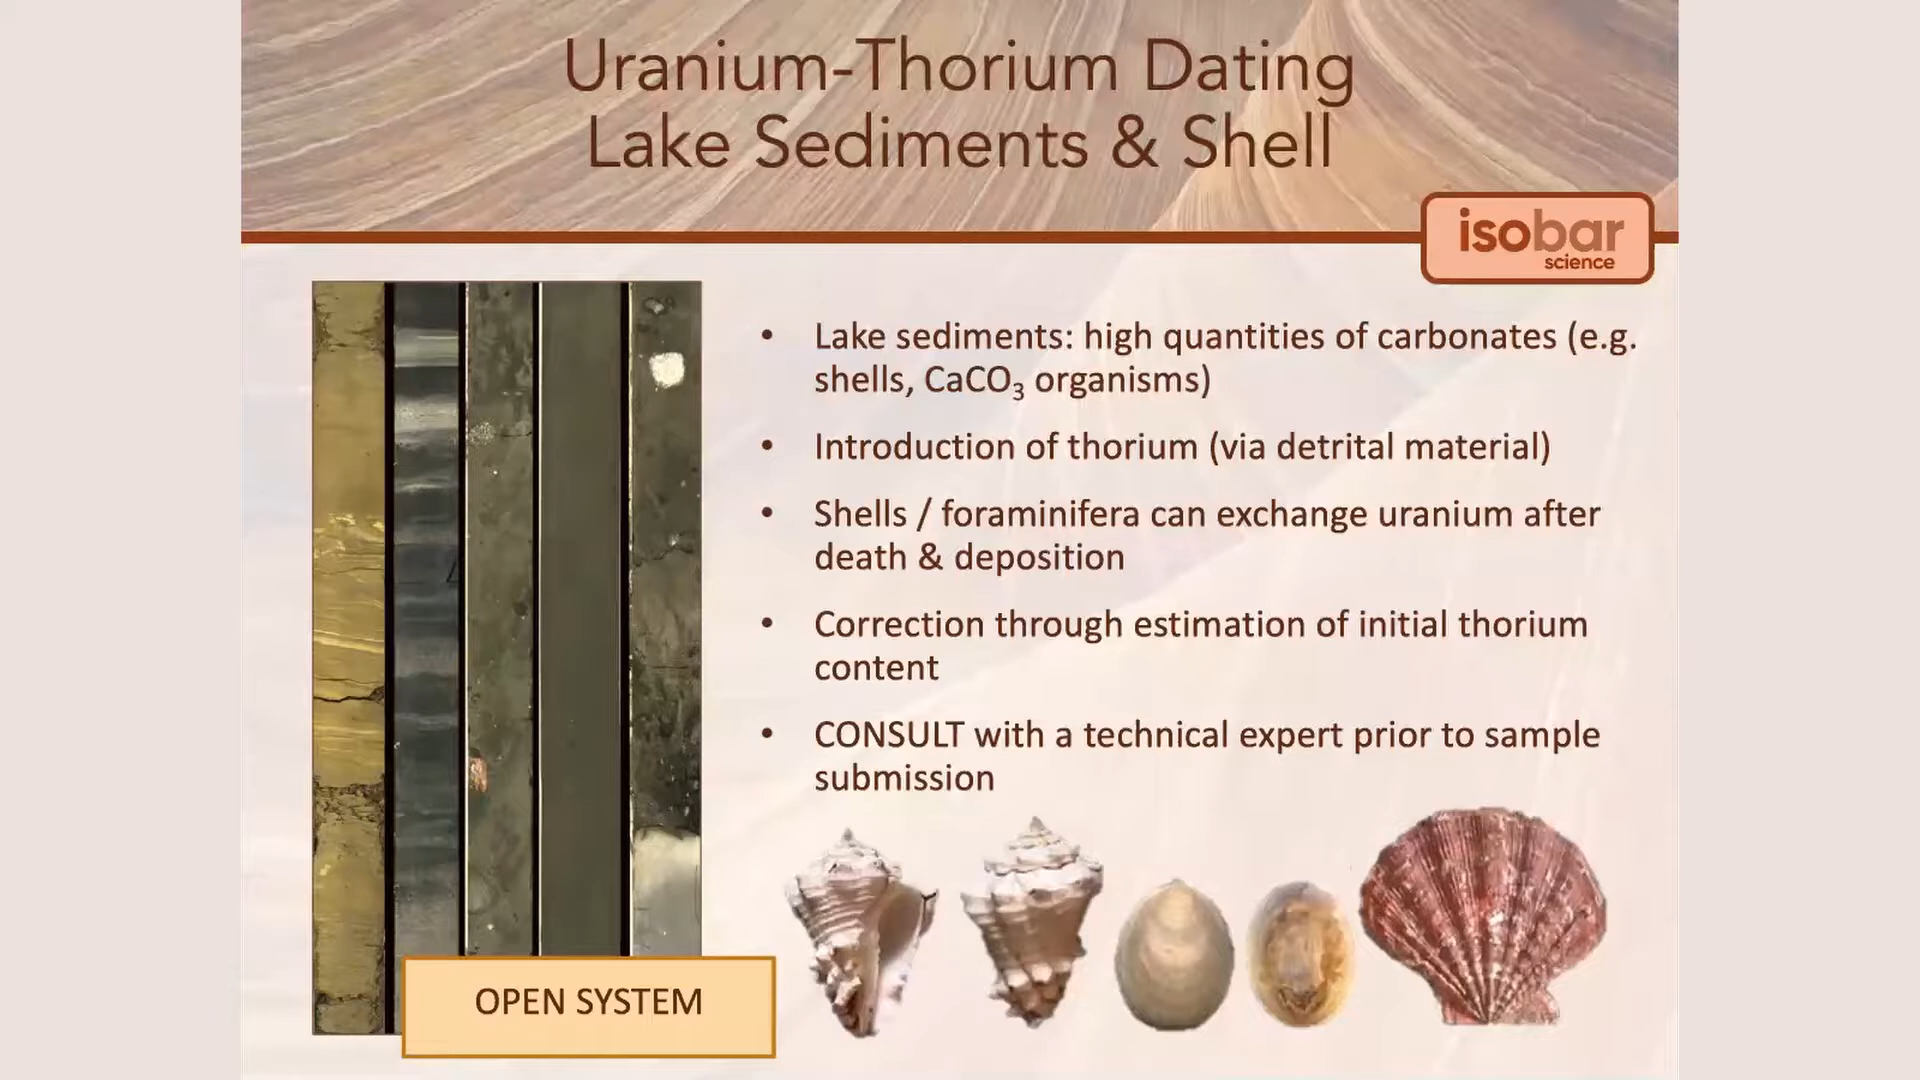 Uranium-Thorium Dating
Lake Sediments & Shell
isobar
science
• Lake sediments: high quantities of carbonates (e.g.
shells, CaCO₃ organisms)
• Introduction of thorium (via detrital material)
• Shells / foraminifera can exchange uranium after
death & deposition
• Correction through estimation of initial thorium
content
• CONSULT with a technical expert prior to sample
submission
OPEN SYSTEM